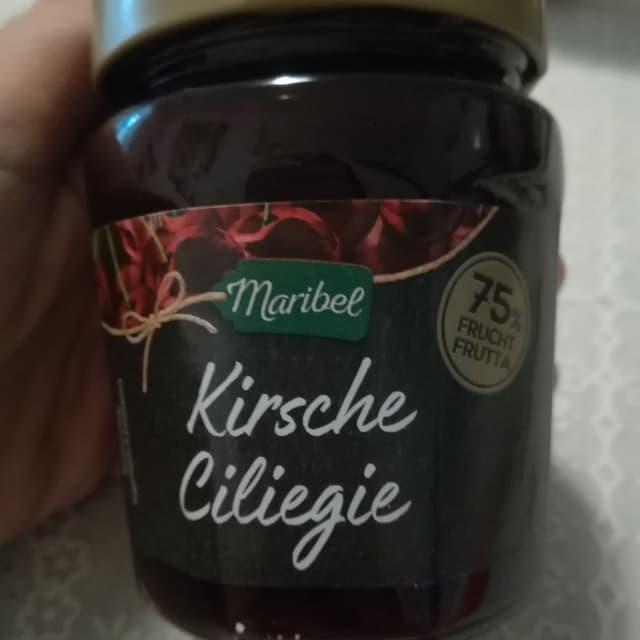 Maribel
75%
FRUCHT
FRUTTA
Kirsche
Ciliegie